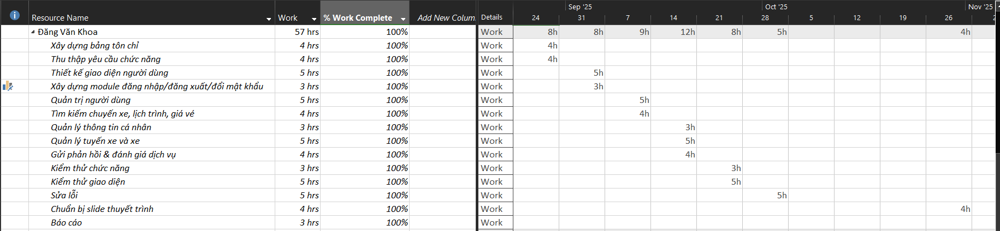 Sep '25 Oct '25 Nov '25
Resource Name Work % Work Complete Add New Colum Details 24 31 7 14 21 28 5 12 19 26
Đăng Văn Khoa 57 hrs 100% Work 8h 8h 9h 12h 8h 5h 4h
Xây dựng bảng tôn chỉ 4 hrs 100% Work 4h
Thu thập yêu cầu chức năng 4 hrs 100% Work 4h
Thiết kế giao diện người dùng 5 hrs 100% Work 5h
Xây dựng module đăng nhập/đăng xuất/đổi mật khẩu 3 hrs 100% Work 3h
Quản trị người dùng 5 hrs 100% Work 5h
Tìm kiếm chuyến xe, lịch trình, giá vé 4 hrs 100% Work 4h
Quản lý thông tin cá nhân 3 hrs 100% Work 3h
Quản lý tuyến xe và xe 5 hrs 100% Work 5h
Gửi phản hồi & đánh giá dịch vụ 4 hrs 100% Work 4h
Kiểm thử chức năng 3 hrs 100% Work 3h
Kiểm thử giao diện 5 hrs 100% Work 5h
Sửa lỗi 5 hrs 100% Work 5h
Chuẩn bị slide thuyết trình 4 hrs 100% Work 4h
Báo cáo 3 hrs 100% Work